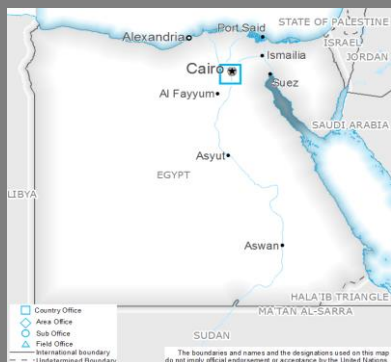 STATE OF PALESTINE
Port Said
Alexandria
ISRAEL
Ismailia
JORDAN
Cairo
Suez
Al Fayyum
SAUDI ARABIA
Asyut
EGYPT
LIBYA
Aswan
HALA'IB TRIANGLE
MA'TAN AL-SARRA
SUDAN
Country Office
Area Office
Sub Office
Field Office
International boundary
Undetermined Boundary
The boundaries and names and the designations used on this map
do not imply official endorsement or acceptance by the United Nations